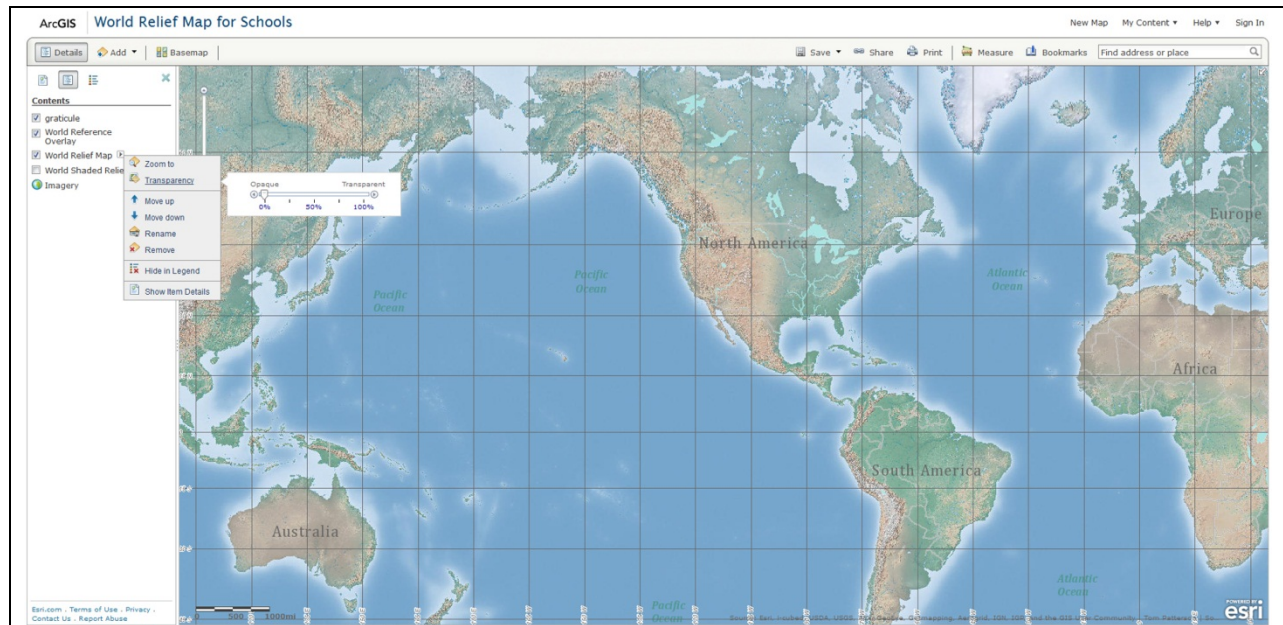 ArcGIS World Relief Map for Schools
New Map My Content Help Sign In
Details Add Basemap
Save Share Print Measure Bookmarks Find address or place
Contents
graticule
World Reference
Overlay
World Relief Map
World Shaded Relie
Imagery
Zoom to
Transparency
Move up
Move down
Rename
Remove
Hide in Legend
Show Item Details
Opaque Transparent
0% 50% 100%
North America
Europe
Pacific
Ocean
Pacific
Ocean
Atlantic
Ocean
Africa
South America
Australia
Atlantic
Ocean
Pacific
Ocean
0 500 1000mi
Esri.com . Terms of Use . Privacy .
Contact Us . Report Abuse
POWERED BY
esri